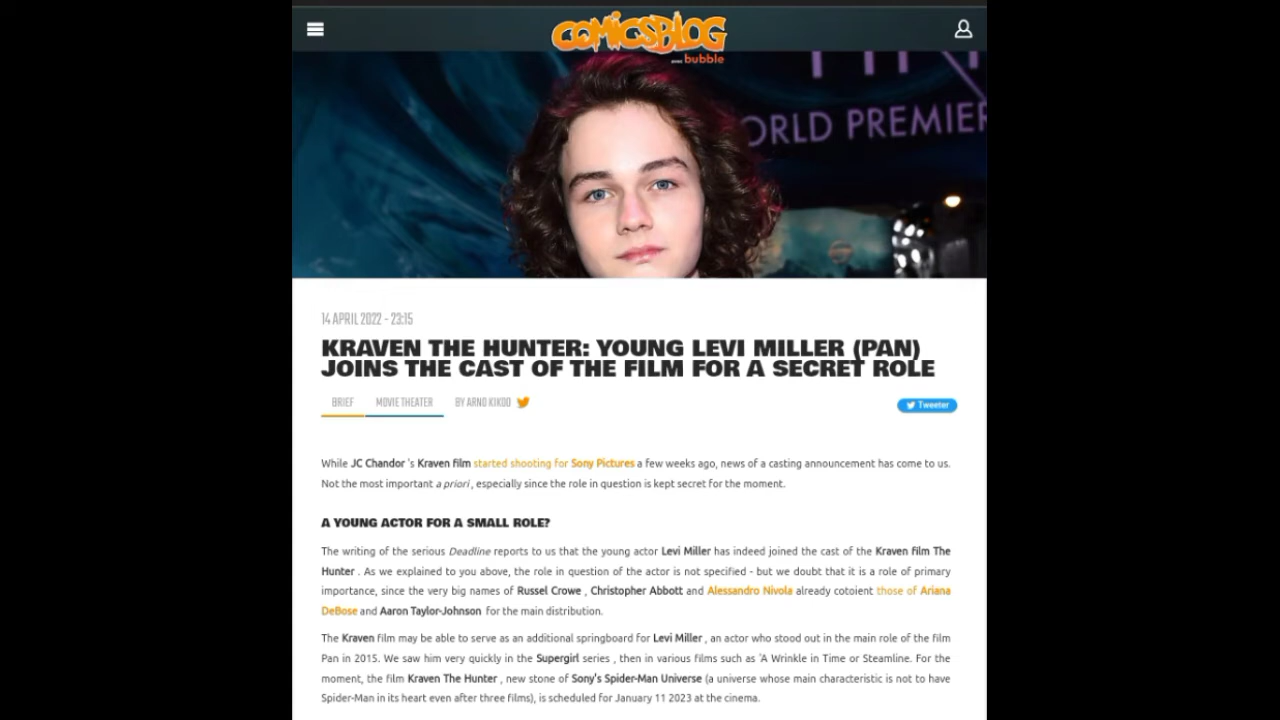 COMICSBLOG
bubble
ORLD PREMIER
14 APRIL 2022 - 23:15
KRAVEN THE HUNTER: YOUNG LEVI MILLER (PAN)
JOINS THE CAST OF THE FILM FOR A SECRET ROLE
BRIEF MOVIE THEATER BY ARNO KIKOO
Tweeter
While JC Chandor 's Kraven film started shooting for Sony Pictures a few weeks ago, news of a casting announcement has come to us.
Not the most important a priori , especially since the role in question is kept secret for the moment.
A YOUNG ACTOR FOR A SMALL ROLE?
The writing of the serious Deadline reports to us that the young actor Levi Miller has indeed joined the cast of the Kraven film The
Hunter . As we explained to you above, the role in question of the actor is not specified - but we doubt that it is a role of primary
importance, since the very big names of Russel Crowe , Christopher Abbott and Alessandro Nivola already cotoient those of Ariana
DeBose and Aaron Taylor-Johnson for the main distribution.
The Kraven film may be able to serve as an additional springboard for Levi Miller , an actor who stood out in the main role of the film
Pan in 2015. We saw him very quickly in the Supergirl series , then in various films such as 'A Wrinkle in Time or Steamline. For the
moment, the film Kraven The Hunter , new stone of Sony's Spider-Man Universe (a universe whose main characteristic is not to have
Spider-Man in its heart even after three films), is scheduled for January 11 2023 at the cinema.